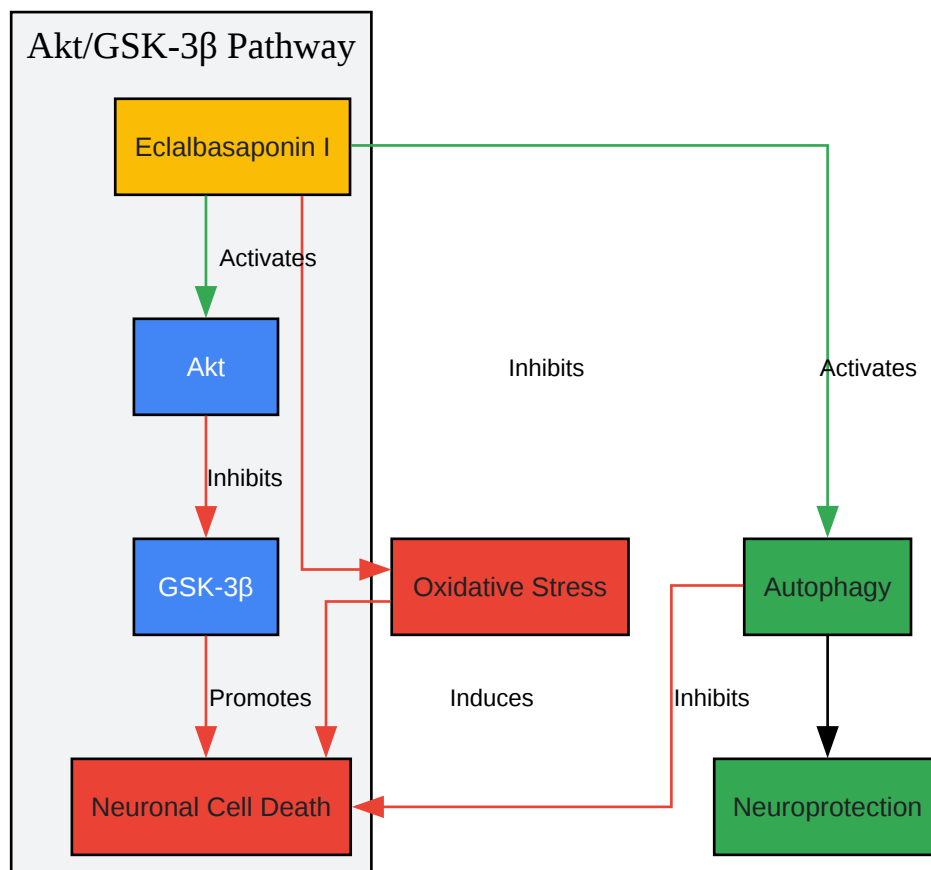 Akt/GSK-3β Pathway
Eclalbasaponin I
Activates
Akt
Inhibits
Activates
Inhibits
GSK-3β
Oxidative Stress
Autophagy
Promotes
Induces
Inhibits
Neuronal Cell Death
Neuroprotection